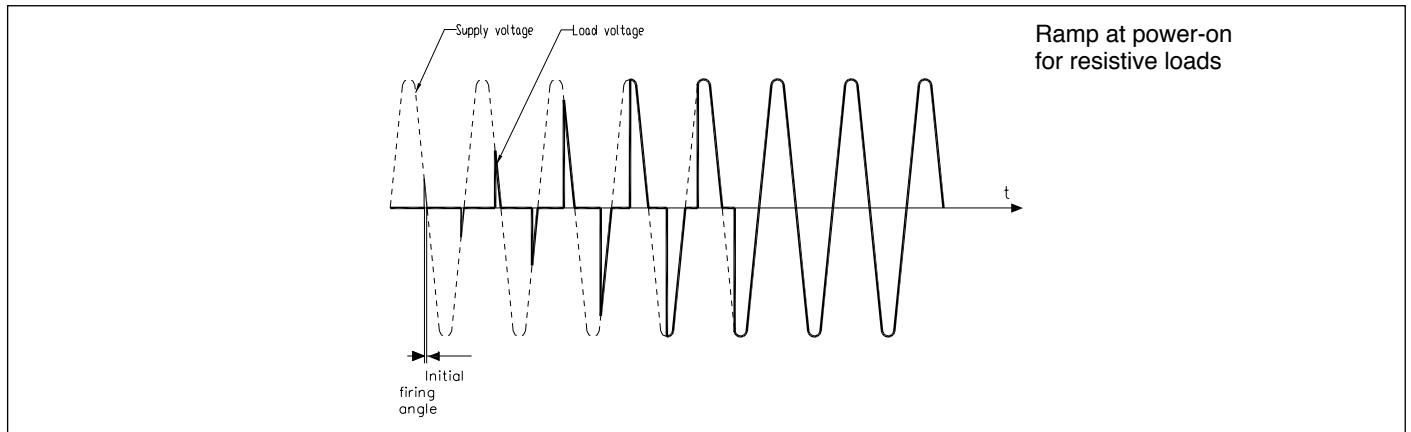 Supply voltage
Load voltage
Ramp at power-on
for resistive loads
t
Initial
firing
angle